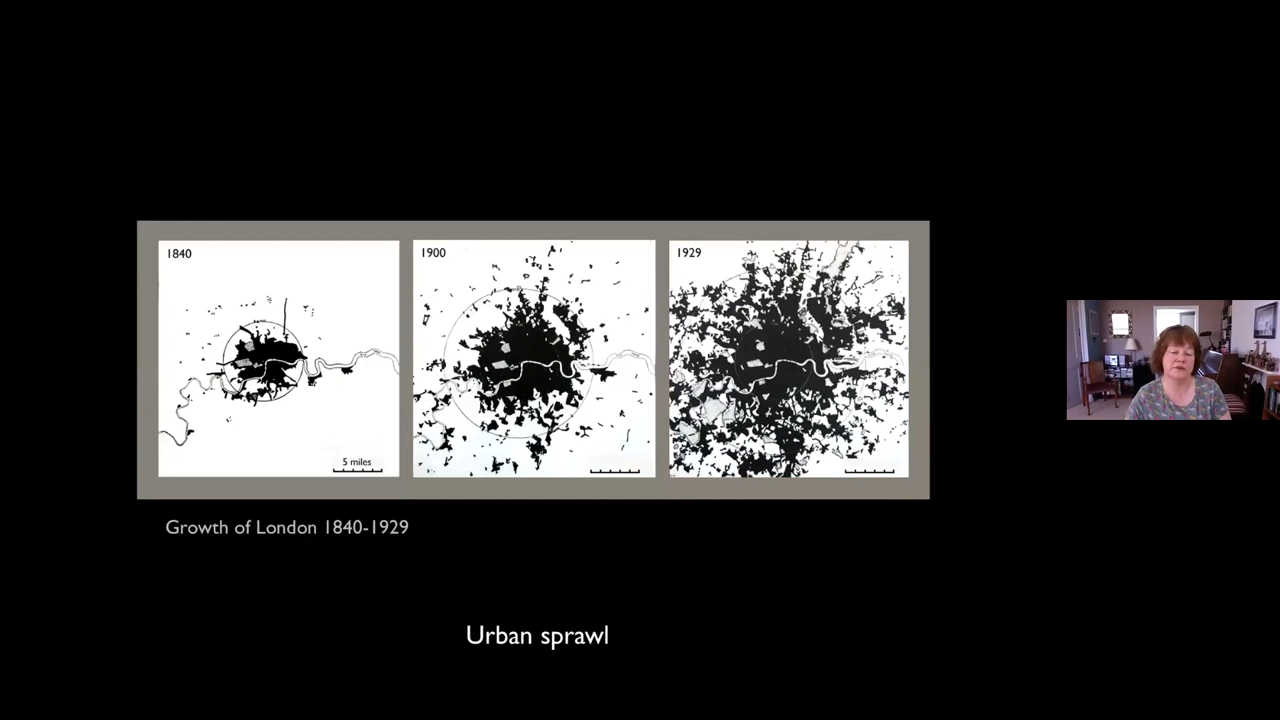 1840
1900
1929
5 miles
Growth of London 1840-1929
Urban sprawl